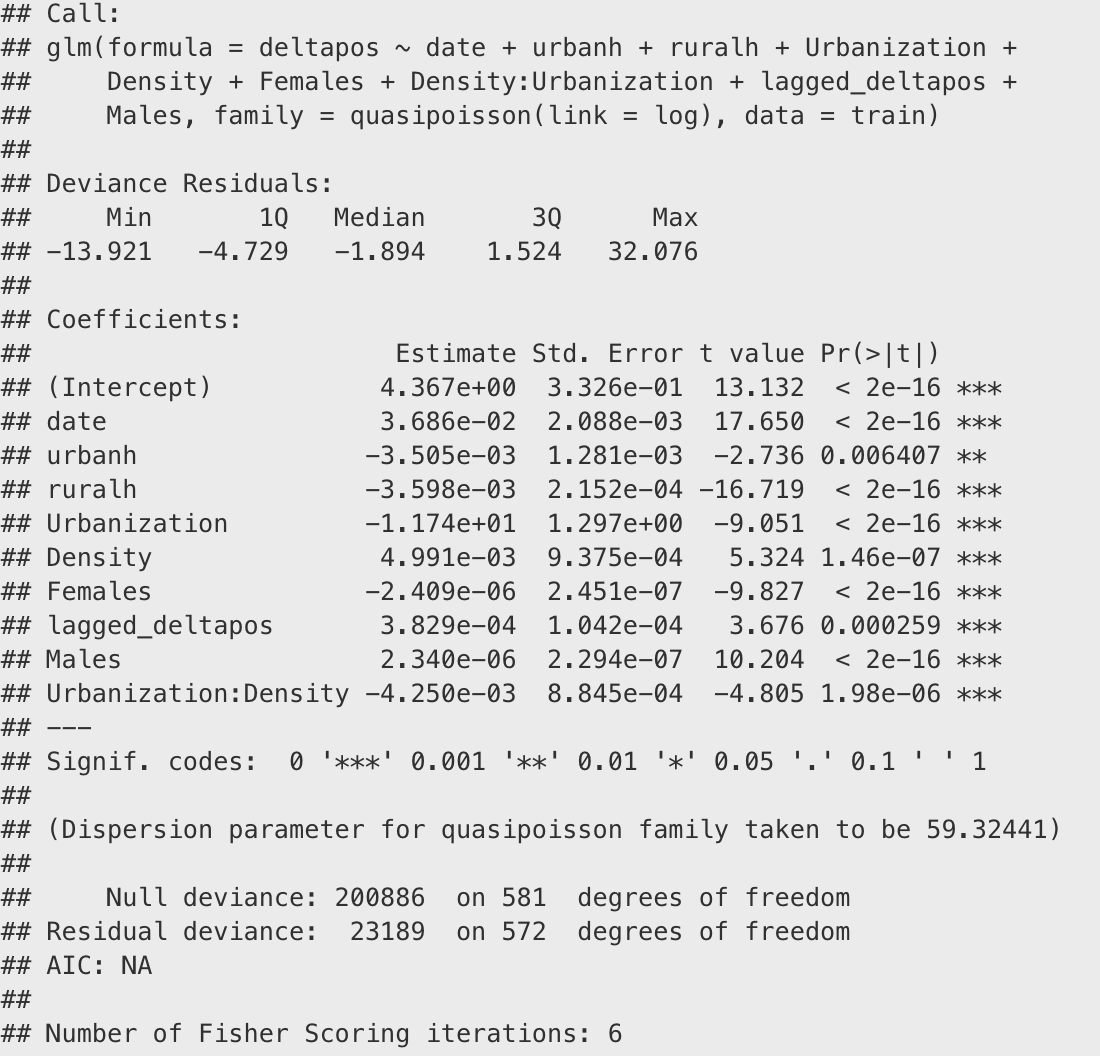 ## Call:
## glm(formula = deltapos ~ date + urbanh + ruralh + Urbanization +
##     Density + Females + Density:Urbanization + lagged_deltapos +
##     Males, family = quasipoisson(link = log), data = train)
##
## Deviance Residuals:
##     Min       1Q   Median       3Q      Max
## −13.921   −4.729   −1.894    1.524   32.076
##
## Coefficients:
##                        Estimate Std. Error t value Pr(>|t|)
## (Intercept)           4.367e+00  3.326e−01  13.132  < 2e−16 ***
## date                  3.686e−02  2.088e−03  17.650  < 2e−16 ***
## urbanh               −3.505e−03  1.281e−03  −2.736 0.006407 **
## ruralh               −3.598e−03  2.152e−04 −16.719  < 2e−16 ***
## Urbanization         −1.174e+01  1.297e+00  −9.051  < 2e−16 ***
## Density               4.991e−03  9.375e−04   5.324 1.46e−07 ***
## Females              −2.409e−06  2.451e−07  −9.827  < 2e−16 ***
## lagged_deltapos       3.829e−04  1.042e−04   3.676 0.000259 ***
## Males                 2.340e−06  2.294e−07  10.204  < 2e−16 ***
## Urbanization:Density −4.250e−03  8.845e−04  −4.805 1.98e−06 ***
## −−−
## Signif. codes:  0 '***' 0.001 '**' 0.01 '*' 0.05 '.' 0.1 ' ' 1
##
## (Dispersion parameter for quasipoisson family taken to be 59.32441)
##
##     Null deviance: 200886  on 581  degrees of freedom
## Residual deviance:  23189  on 572  degrees of freedom
## AIC: NA
##
## Number of Fisher Scoring iterations: 6